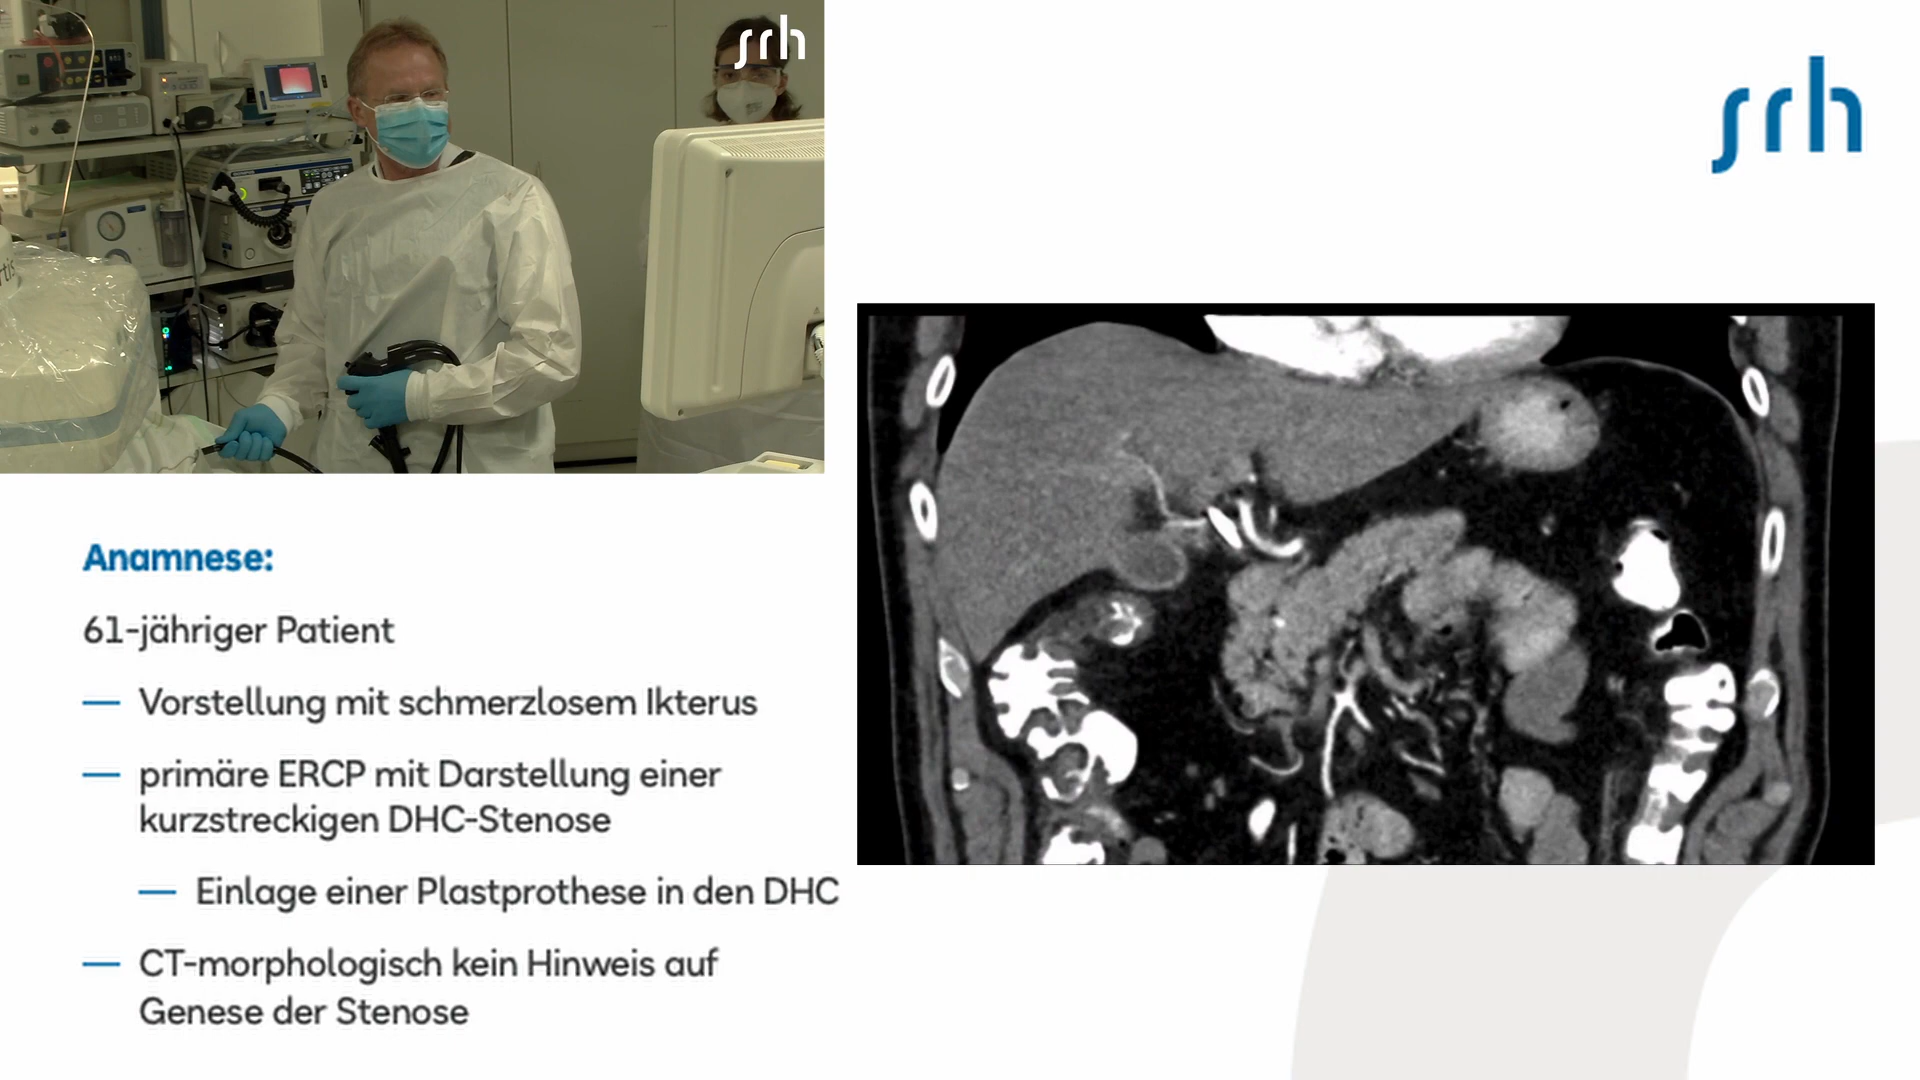 srh
srh
Anamnese:
61-jähriger Patient
— Vorstellung mit schmerzlosem Ikterus
— primäre ERCP mit Darstellung einer
kurzstreckigen DHC-Stenose
— Einlage einer Plastprothese in den DHC
— CT-morphologisch kein Hinweis auf
Genese der Stenose